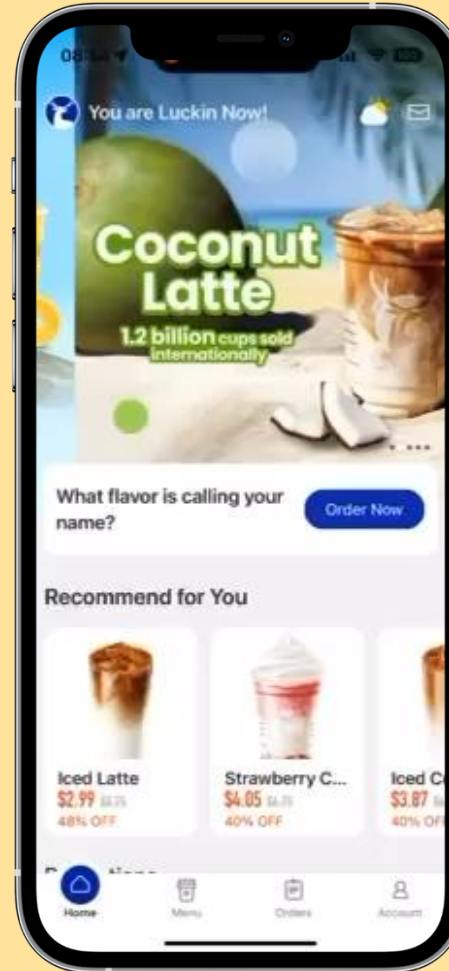 You are Luckin Now!
Coconut
Latte
1.2 billion cups sold
internationally
What flavor is calling your
name?
Order Now
Recommend for You
Iced Latte
$2.99
48% OFF
Strawberry C...
$4.05
40% OFF
Iced C
$3.87
40% OF
Home
Menu
Orders
Account